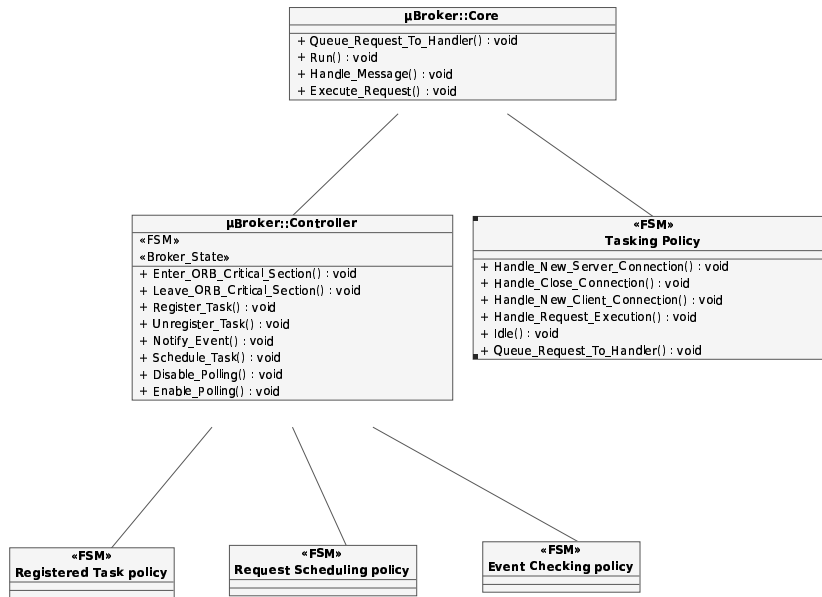 µBroker::Core
+ Queue_Request_To_Handler() : void
+ Run() : void
+ Handle_Message() : void
+ Execute_Request() : void
µBroker::Controller
«FSM»
«Broker_State»
+ Enter_ORB_Critical_Section() : void
+ Leave_ORB_Critical_Section() : void
+ Register_Task() : void
+ Unregister_Task() : void
+ Notify_Event() : void
+ Schedule_Task() : void
+ Disable_Polling() : void
+ Enable_Polling() : void
«FSM»
Tasking Policy
+ Handle_New_Server_Connection() : void
+ Handle_Close_Connection() : void
+ Handle_New_Client_Connection() : void
+ Handle_Request_Execution() : void
+ Idle() : void
+ Queue_Request_To_Handler() : void
«FSM»
Registered Task policy
«FSM»
Request Scheduling policy
«FSM»
Event Checking policy